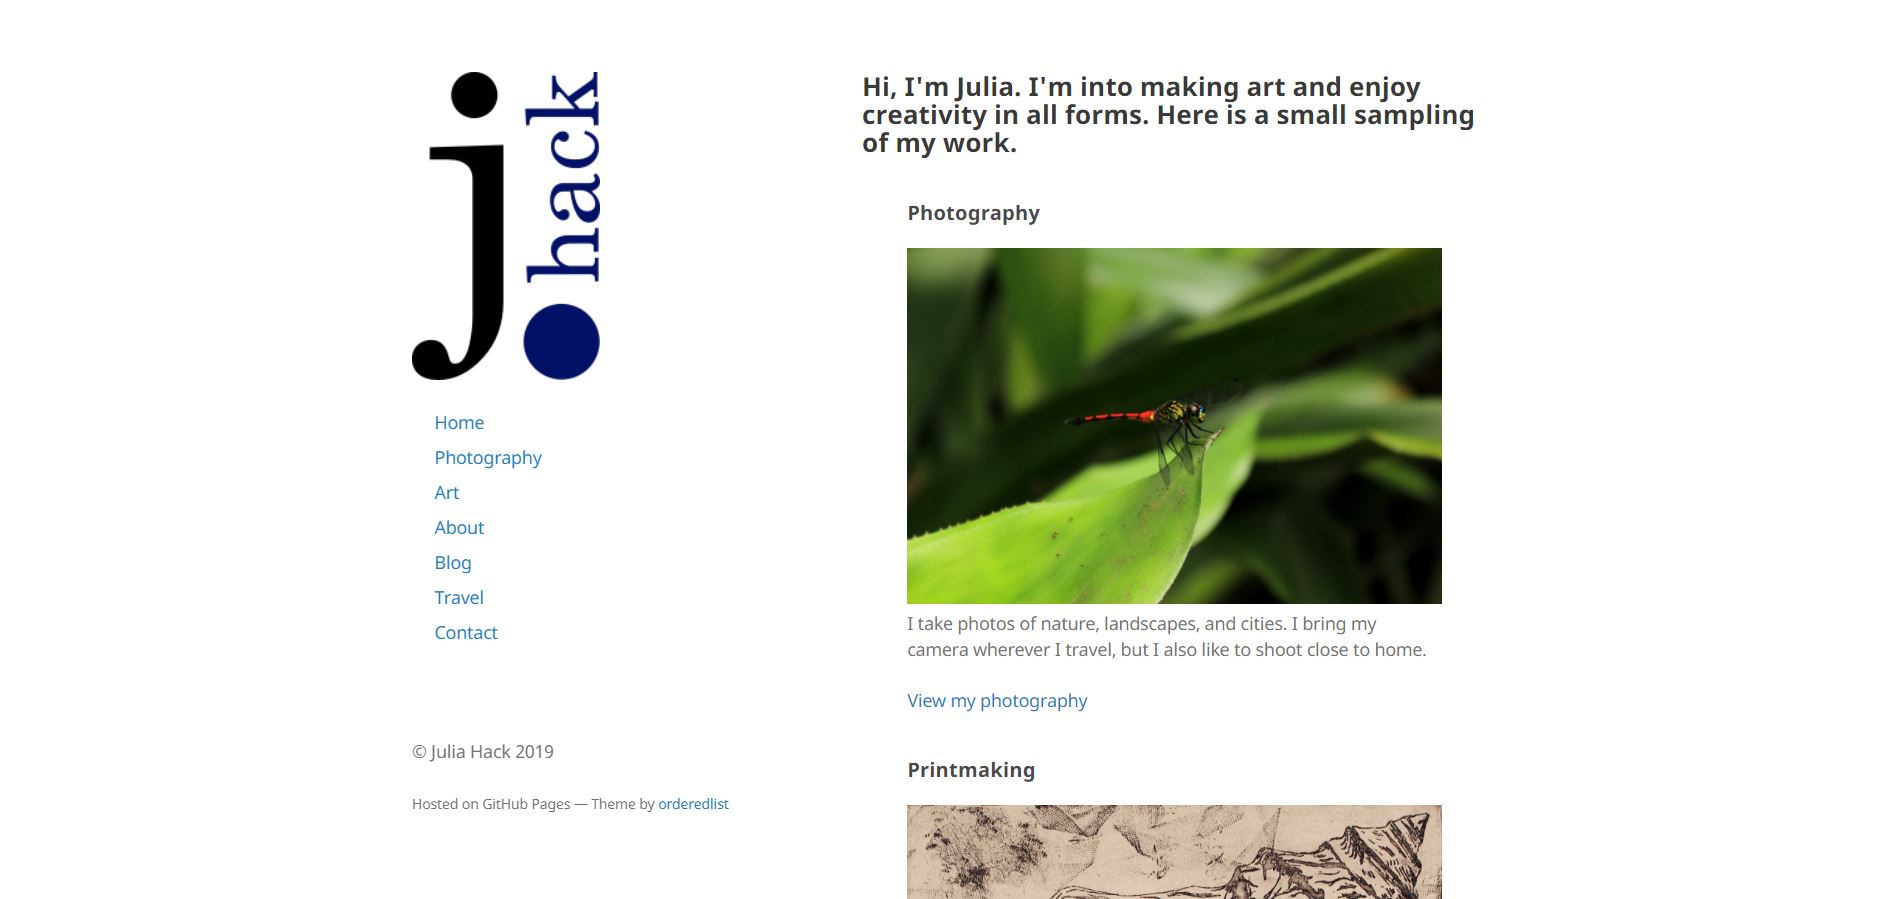 j
hack
Home
Photography
Art
About
Blog
Travel
Contact
© Julia Hack 2019
Hosted on GitHub Pages — Theme by orderedlist
Hi, I'm Julia. I'm into making art and enjoy
creativity in all forms. Here is a small sampling
of my work.
Photography
I take photos of nature, landscapes, and cities. I bring my
camera wherever I travel, but I also like to shoot close to home.
View my photography
Printmaking